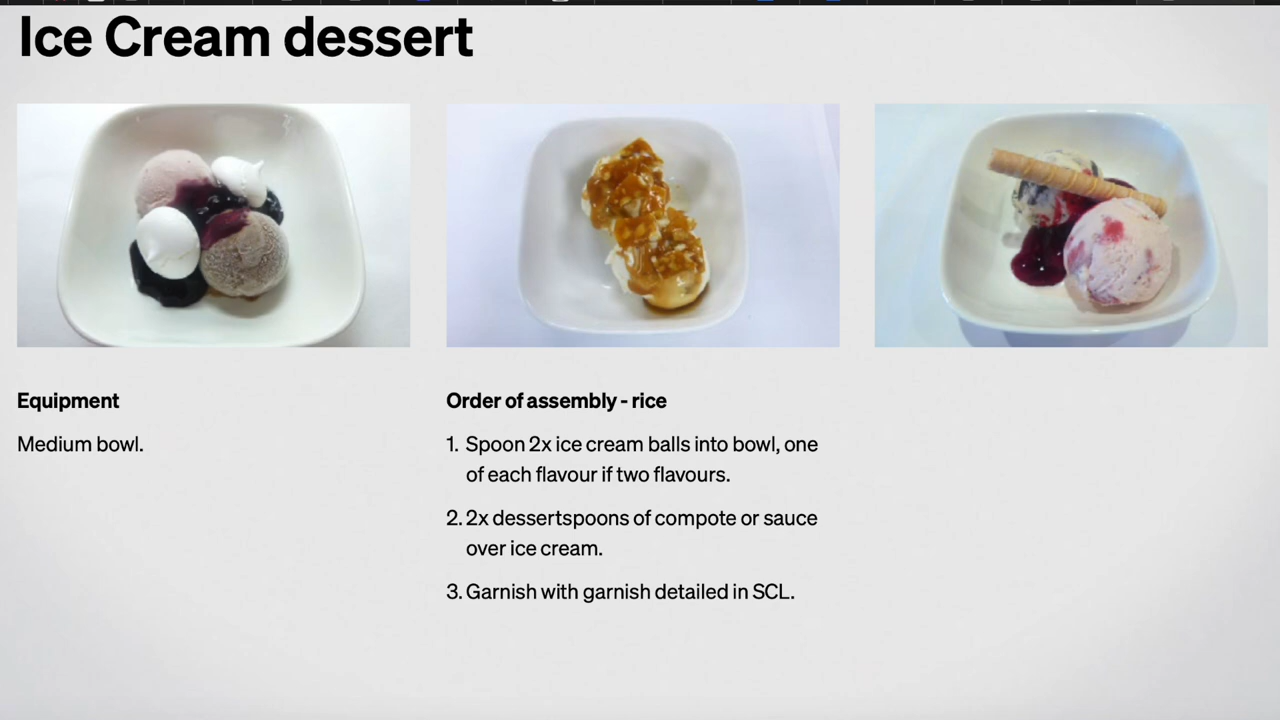 Ice Cream dessert
Equipment
Medium bowl.
Order of assembly - rice
1. Spoon 2x ice cream balls into bowl, one
of each flavour if two flavours.
2. 2x dessertspoons of compote or sauce
over ice cream.
3. Garnish with garnish detailed in SCL.